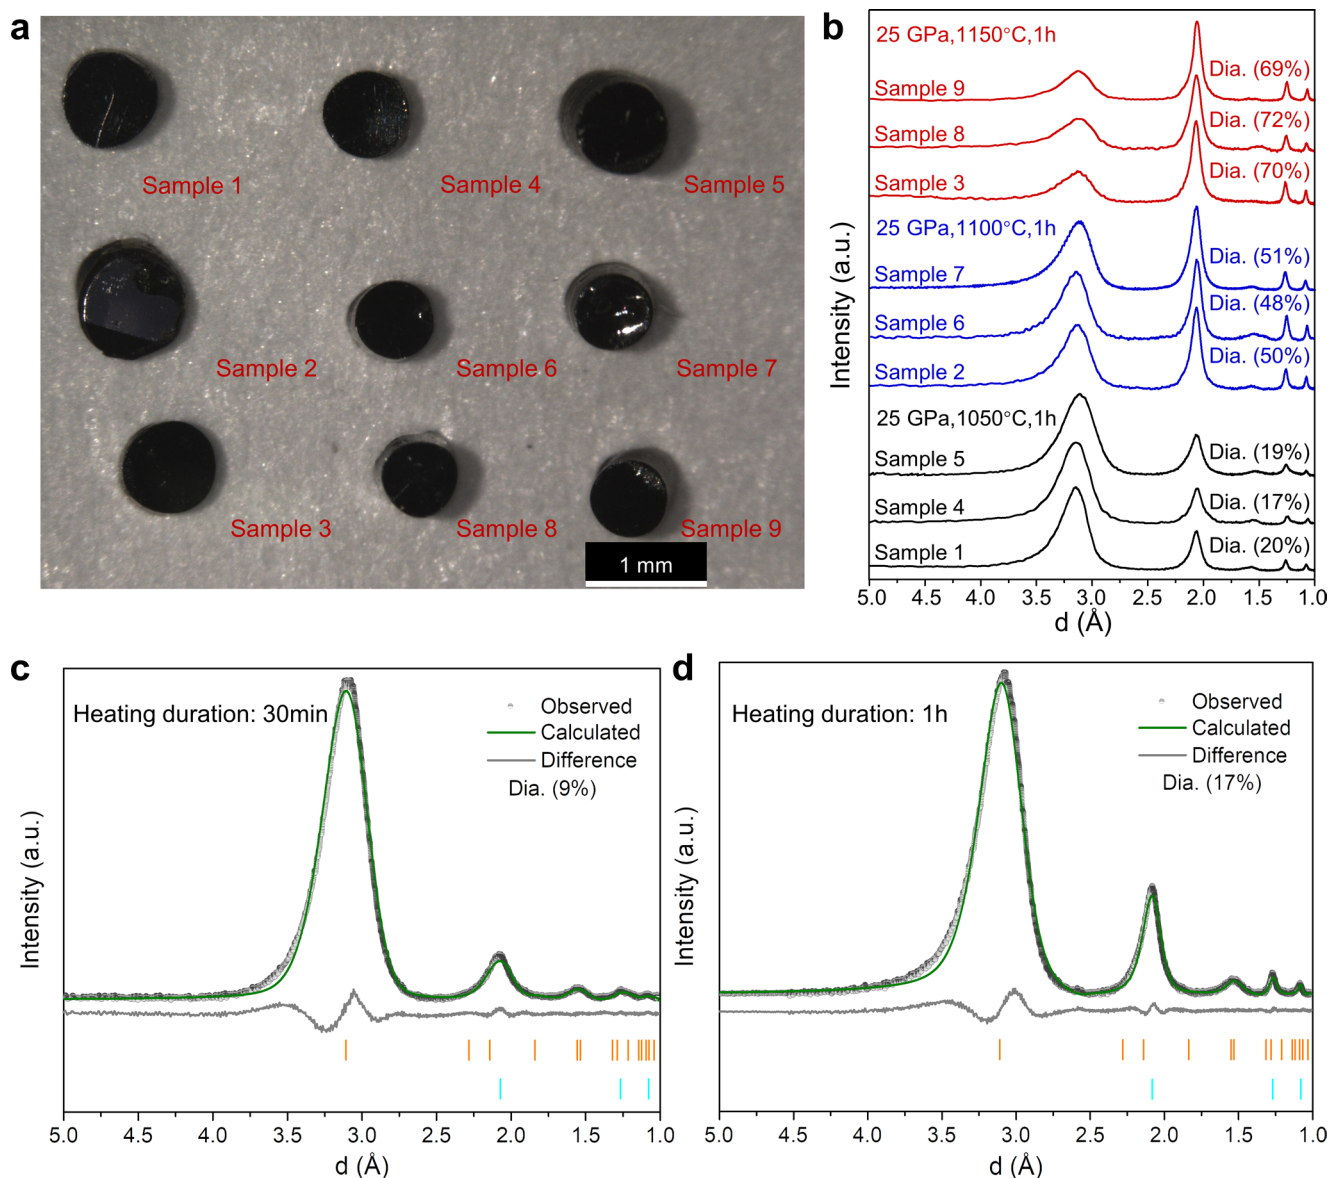 a
Sample 1
Sample 4
Sample 5
Sample 2
Sample 6
Sample 7
Sample 3
Sample 8
Sample 9
1 mm
b
25 GPa,1150°C,1h
Sample 9
Dia. (69%)
Sample 8
Dia. (72%)
Sample 3
Dia. (70%)
25 GPa,1100°C,1h
Sample 7
Dia. (51%)
Sample 6
Dia. (48%)
Sample 2
Dia. (50%)
25 GPa,1050°C,1h
Sample 5
Dia. (19%)
Sample 4
Dia. (17%)
Sample 1
Dia. (20%)
Intensity (a.u.)
5.0 4.5 4.0 3.5 3.0 2.5 2.0 1.5 1.0
d (Å)
c
Heating duration: 30min
Observed
Calculated
Difference
Dia. (9%)
Intensity (a.u.)
5.0 4.5 4.0 3.5 3.0 2.5 2.0 1.5 1.0
d (Å)
d
Heating duration: 1h
Observed
Calculated
Difference
Dia. (17%)
Intensity (a.u.)
5.0 4.5 4.0 3.5 3.0 2.5 2.0 1.5 1.0
d (Å)